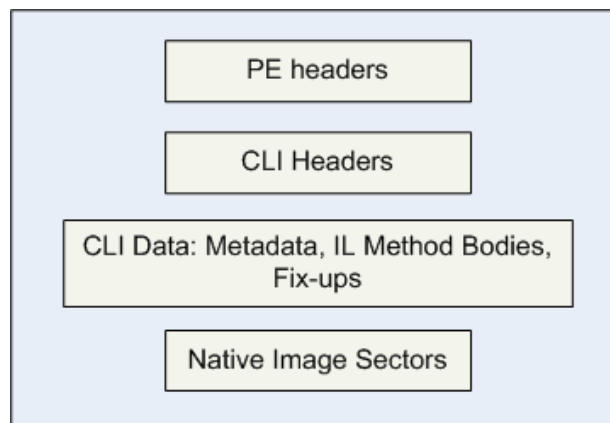 PE headers
CLI Headers
CLI Data: Metadata, IL Method Bodies,
Fix-ups
Native Image Sectors